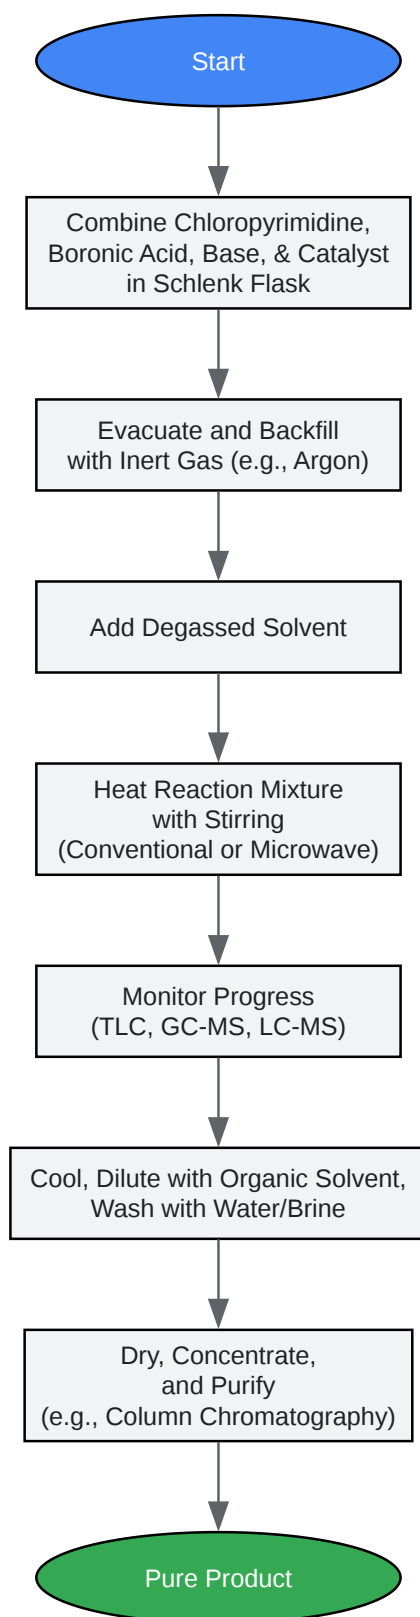 Start
Combine Chloropyrimidine,
Boronic Acid, Base, & Catalyst
in Schlenk Flask
Evacuate and Backfill
with Inert Gas (e.g., Argon)
Add Degassed Solvent
Heat Reaction Mixture
with Stirring
(Conventional or Microwave)
Monitor Progress
(TLC, GC-MS, LC-MS)
Cool, Dilute with Organic Solvent,
Wash with Water/Brine
Dry, Concentrate,
and Purify
(e.g., Column Chromatography)
Pure Product